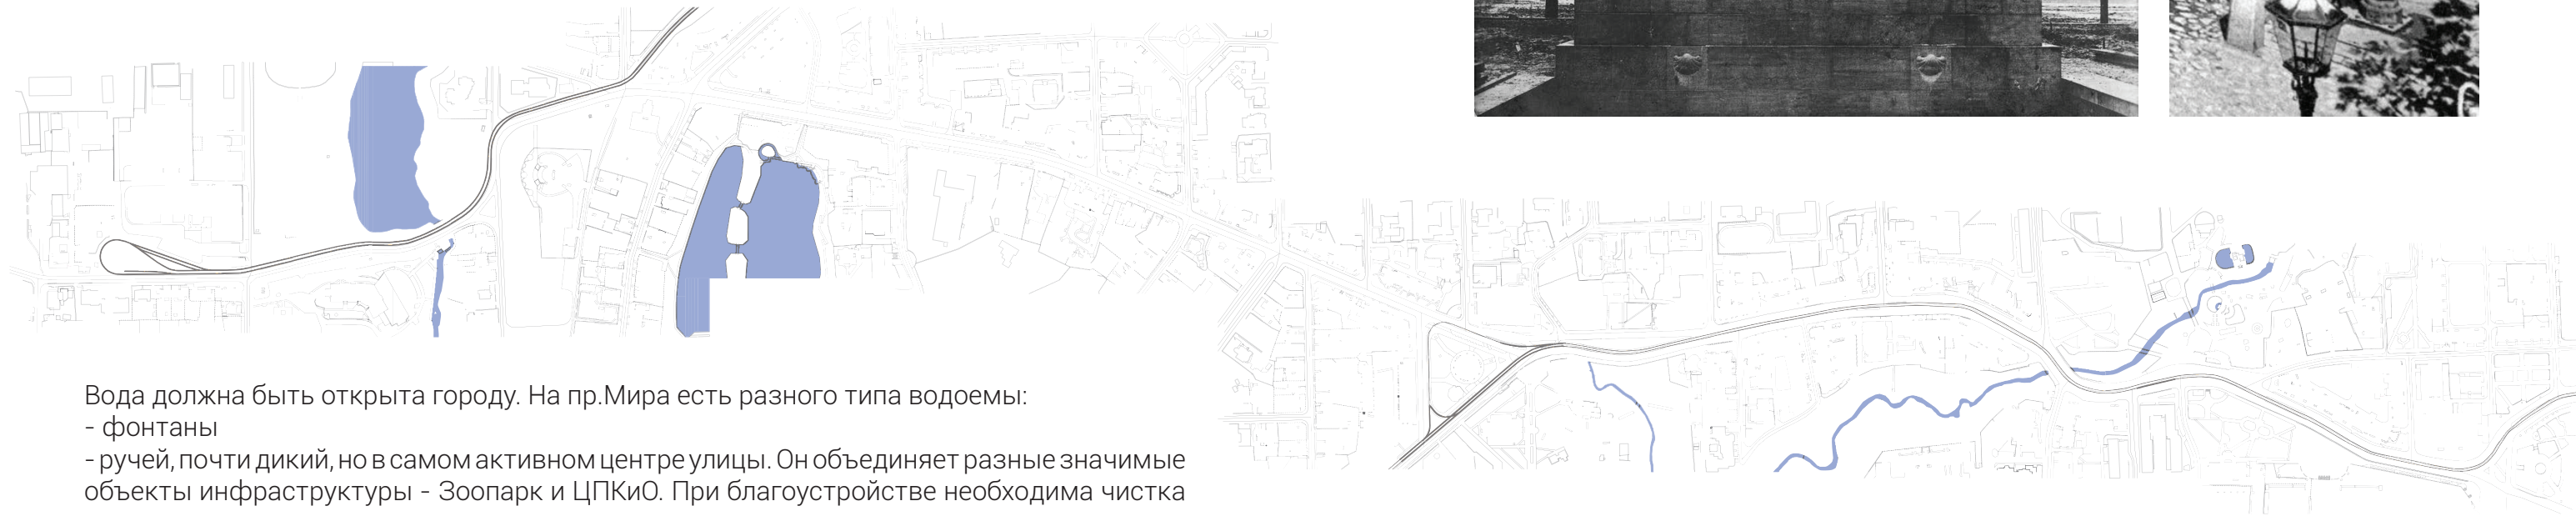 Вода должна быть открыта городу. На пр.Мира есть разного типа водоемы:
- фонтаны
- ручей, почти дикий, но в самом активном центре улицы. Он объединяет разные значимые
объекты инфраструктуры - Зоопарк и ЦПКиО. При благоустройстве необходима чистка